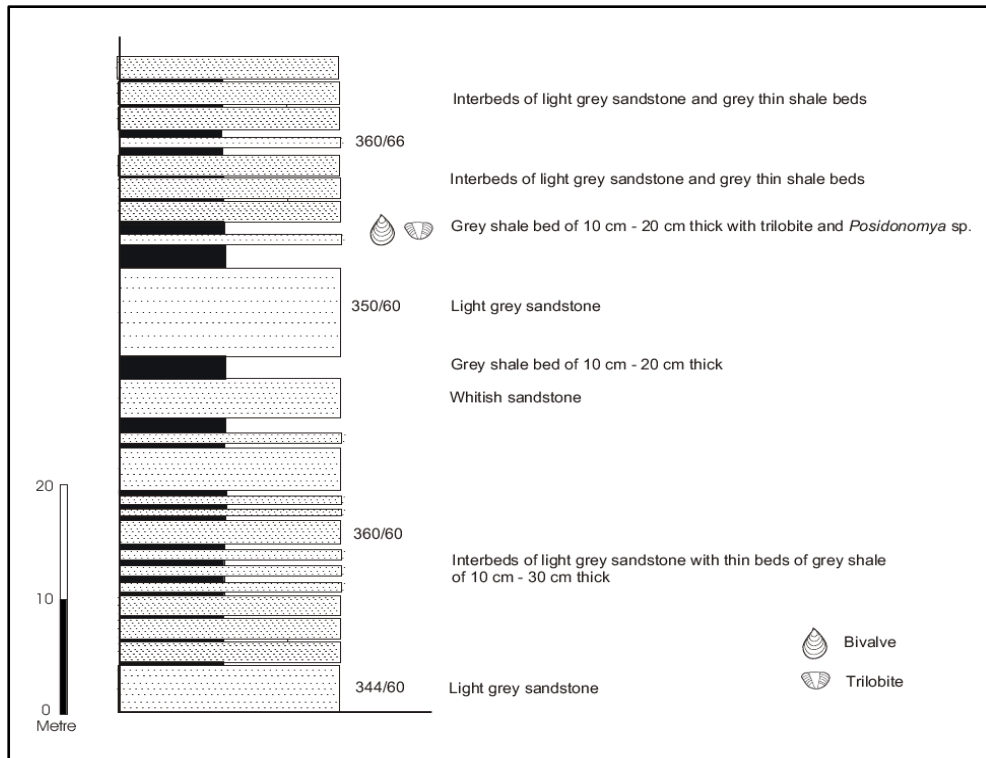 Interbeds of light grey sandstone and grey thin shale beds
360/66
Interbeds of light grey sandstone and grey thin shale beds
Grey shale bed of 10 cm - 20 cm thick with trilobite and Posidonomya sp.
350/60
Light grey sandstone
Grey shale bed of 10 cm - 20 cm thick
Whitish sandstone
20
360/60
Interbeds of light grey sandstone with thin beds of grey shale
of 10 cm - 30 cm thick
10
Bivalve
Trilobite
344/60
Light grey sandstone
0
Metre